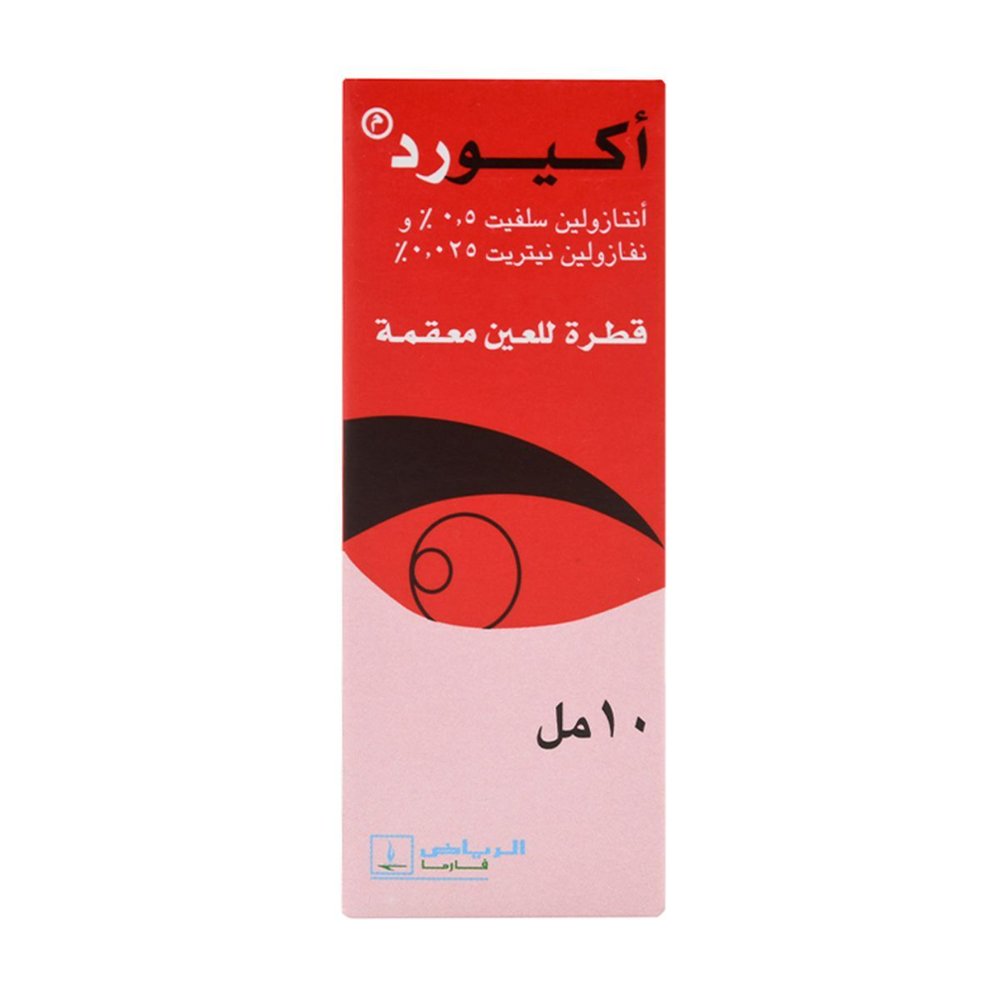 أكيورد م
أنتازولين سلفيت ٠,٥ ٪ و
نفازولين نيتريت ٠,٠٢٥٪
قطرة للعين معقمة
١٠ مل
الرياض
فارما